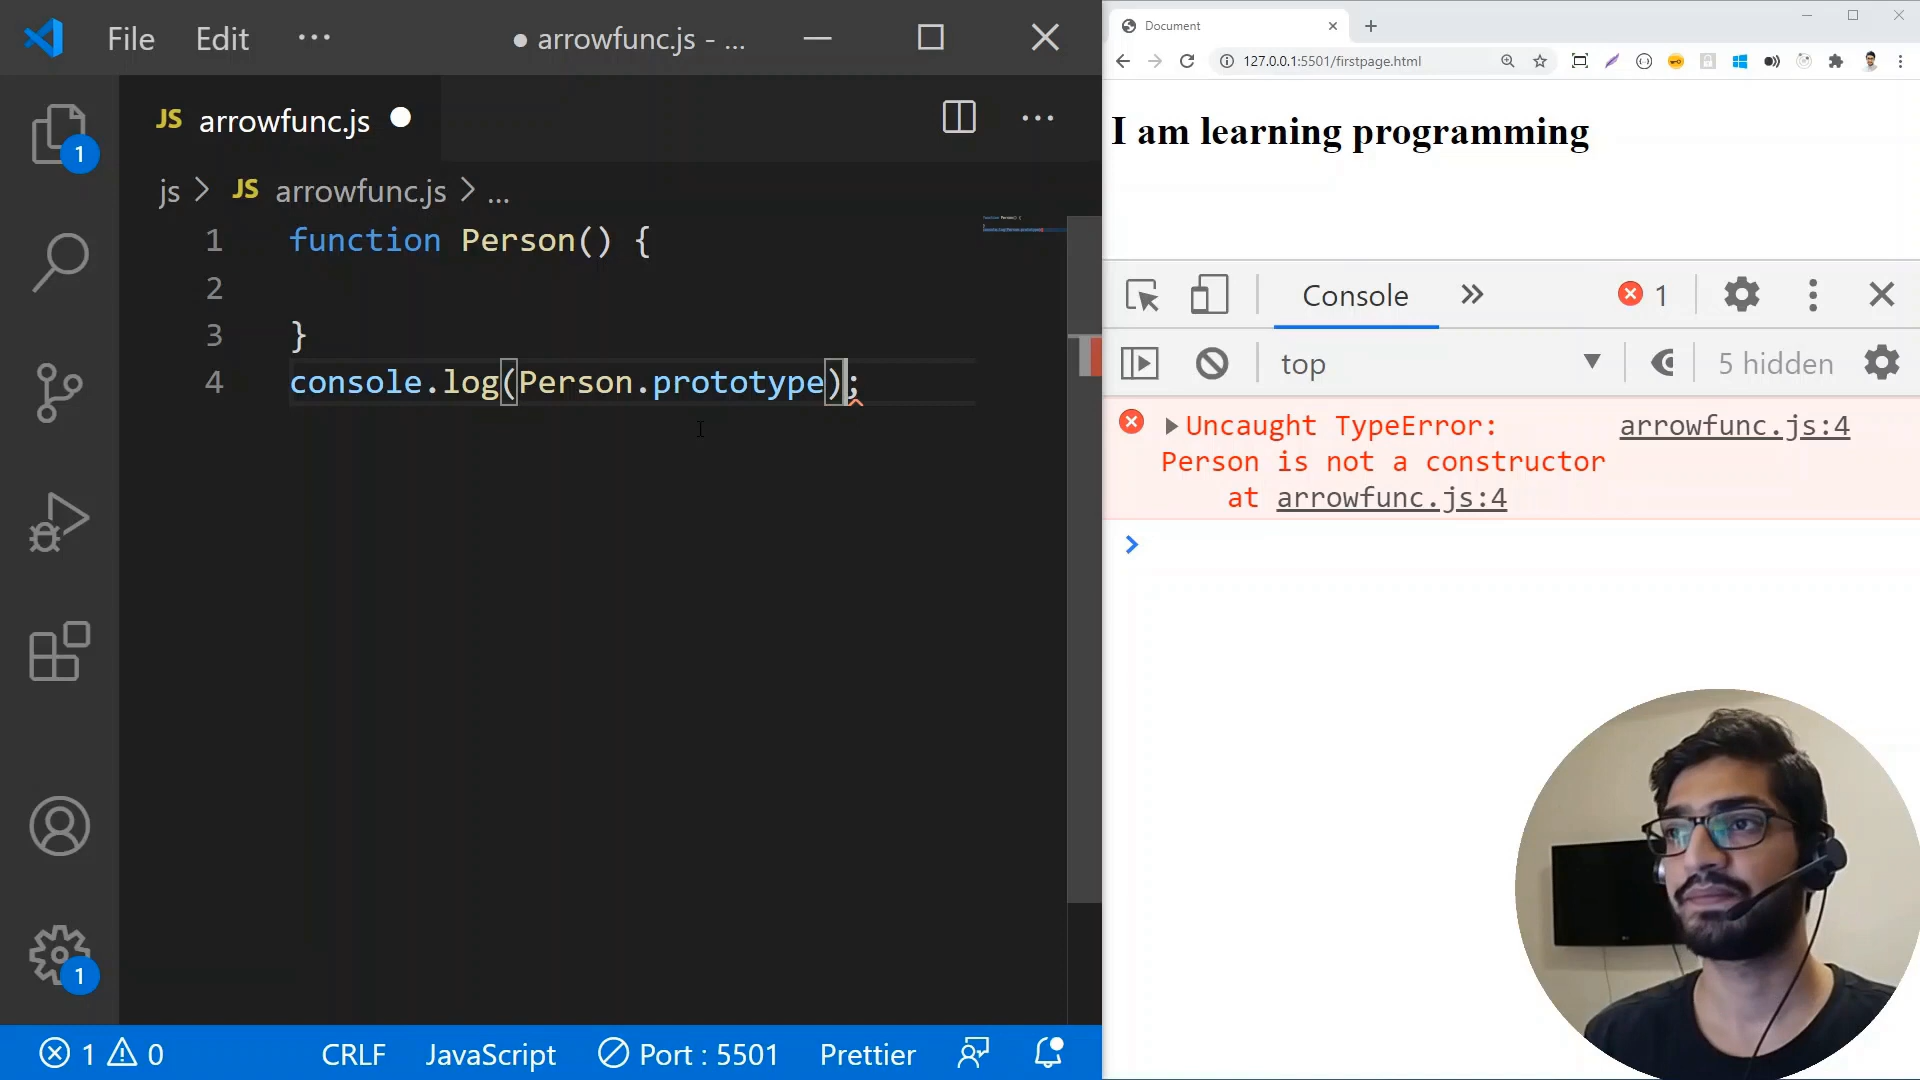 File Edit ··· ● arrowfunc.js - ...
JS arrowfunc.js ●
js > JS arrowfunc.js > ...
1 function Person() {
2
3 }
4 console.log(Person.prototype);
1
1
⊗ 1 ⚠ 0 CRLF JavaScript Port : 5501 Prettier
Document
127.0.0.1:5501/firstpage.html
I am learning programming
Console » 1
top 5 hidden
Uncaught TypeError: arrowfunc.js:4
Person is not a constructor
at arrowfunc.js:4